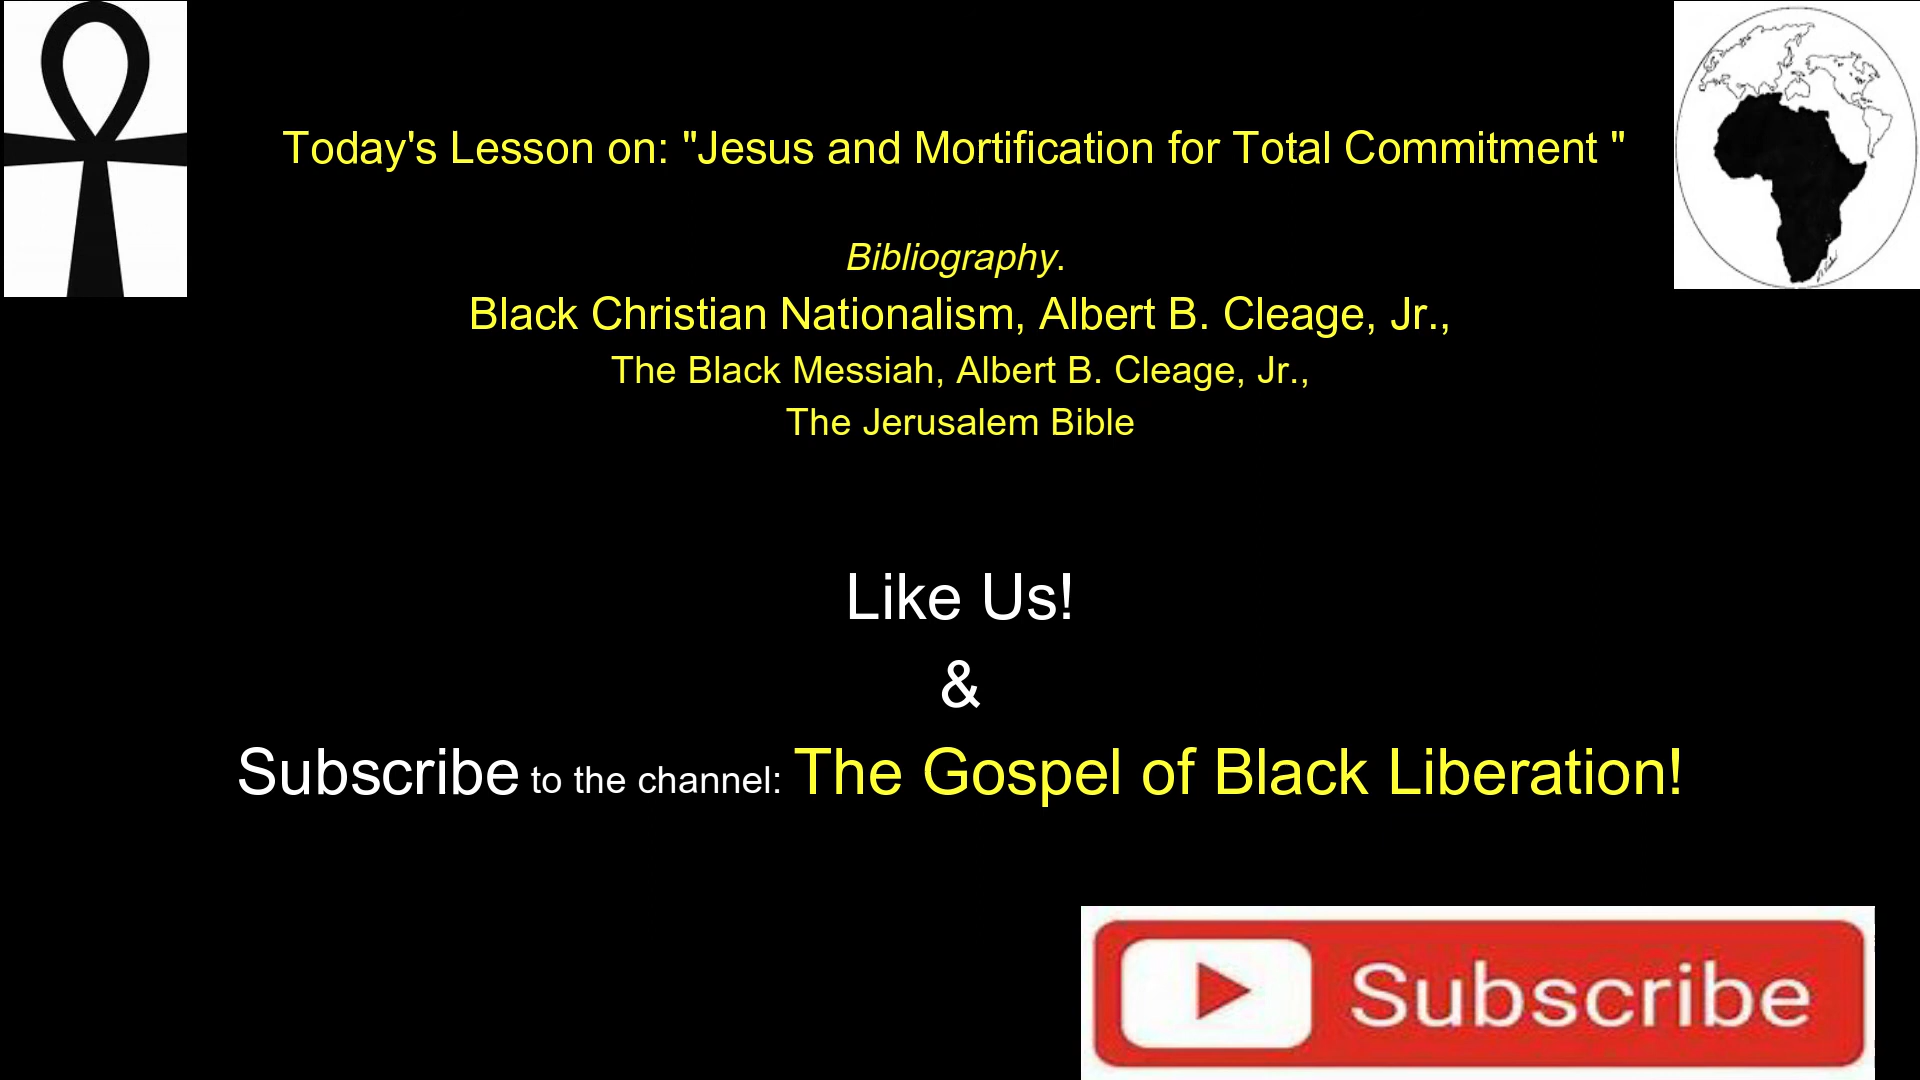 Today's Lesson on: "Jesus and Mortification for Total Commitment "
Bibliography.
Black Christian Nationalism, Albert B. Cleage, Jr.,
The Black Messiah, Albert B. Cleage, Jr.,
The Jerusalem Bible
Like Us!
&
Subscribe to the channel: The Gospel of Black Liberation!
Subscribe